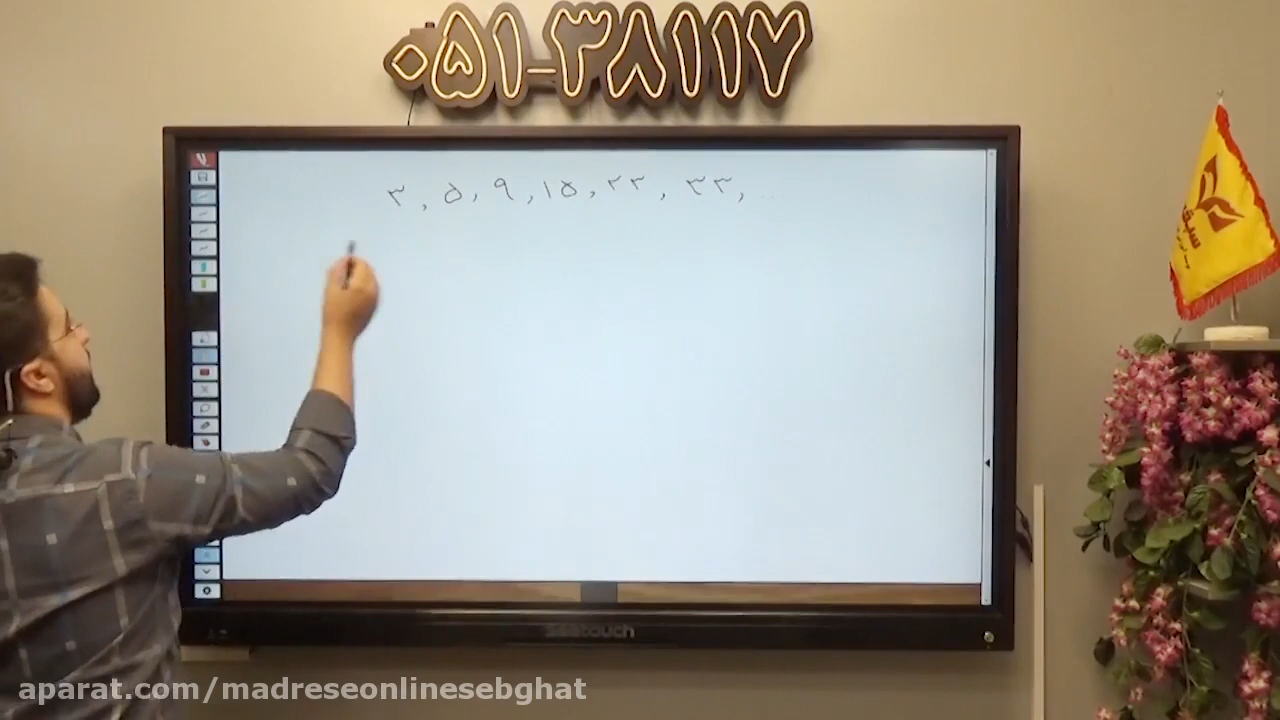 ۰۵۱-۳۸۱۱۷
۳ , ۵ , ۹ , ۱۵ , ۲۳ , ۳۳ , ...
aparat.com/madreseonlinesebghat